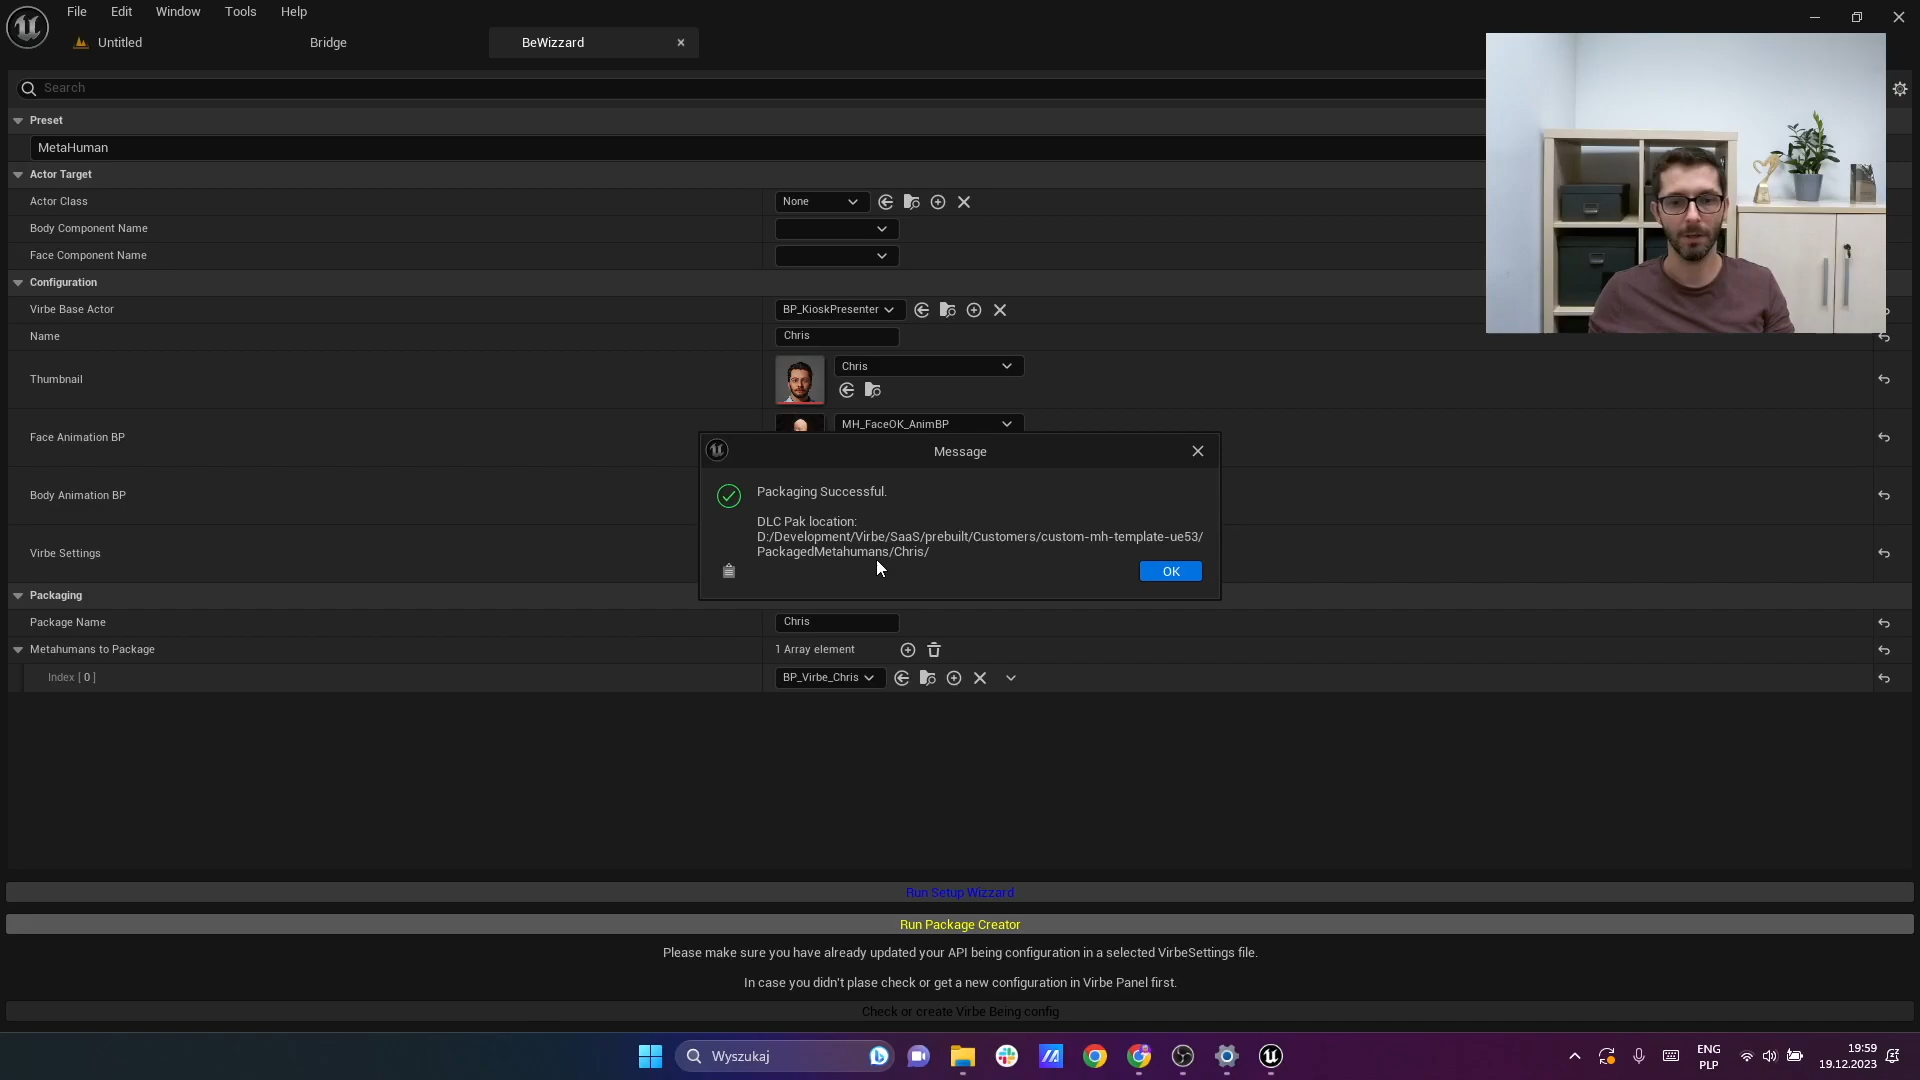 File Edit Window Tools Help
Untitled Bridge BeWizzard
Search
Preset
MetaHuman
Actor Target
Actor Class None
Body Component Name
Face Component Name
Configuration
Virbe Base Actor BP_KioskPresenter
Name Chris
Thumbnail Chris
Face Animation BP MH_FaceOK_AnimBP
Body Animation BP
Virbe Settings
Message
Packaging Successful.
DLC Pak location:
D:/Development/Virbe/SaaS/prebuilt/Customers/custom-mh-template-ue53/
PackagedMetahumans/Chris/
OK
Packaging
Package Name Chris
Metahumans to Package 1 Array element
Index [ 0 ] BP_Virbe_Chris
Run Setup Wizzard
Run Package Creator
Please make sure you have already updated your API being configuration in a selected VirbeSettings file.
In case you didn't plase check or get a new configuration in Virbe Panel first.
Check or create Virbe Being config
Wyszukaj
ENG
PLP
19:59
19.12.2023